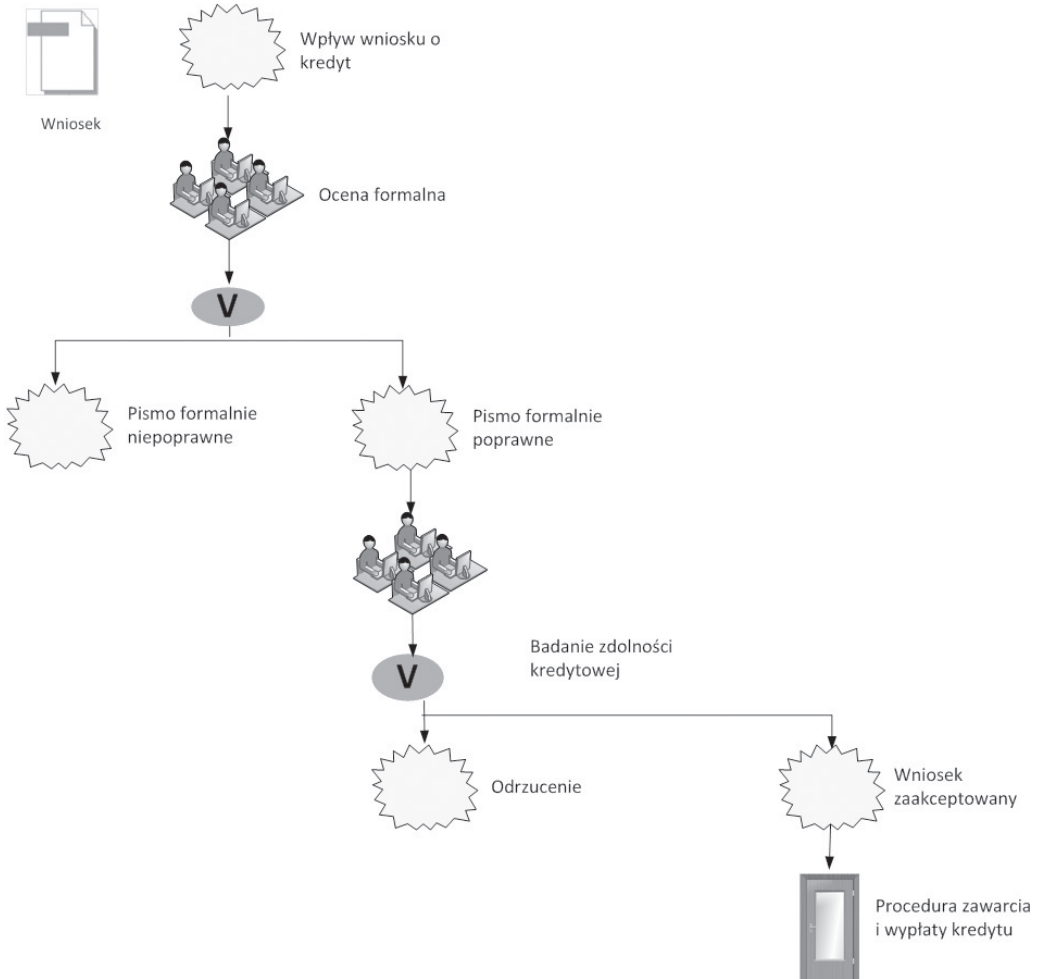 Wpływ wniosku o
kredyt
Wniosek
Ocena formalna
V
Pismo formalnie
niepoprawne
Pismo formalnie
poprawne
Badanie zdolności
kredytowej
V
Odrzucenie
Wniosek
zaakceptowany
Procedura zawarcia
i wypłaty kredytu